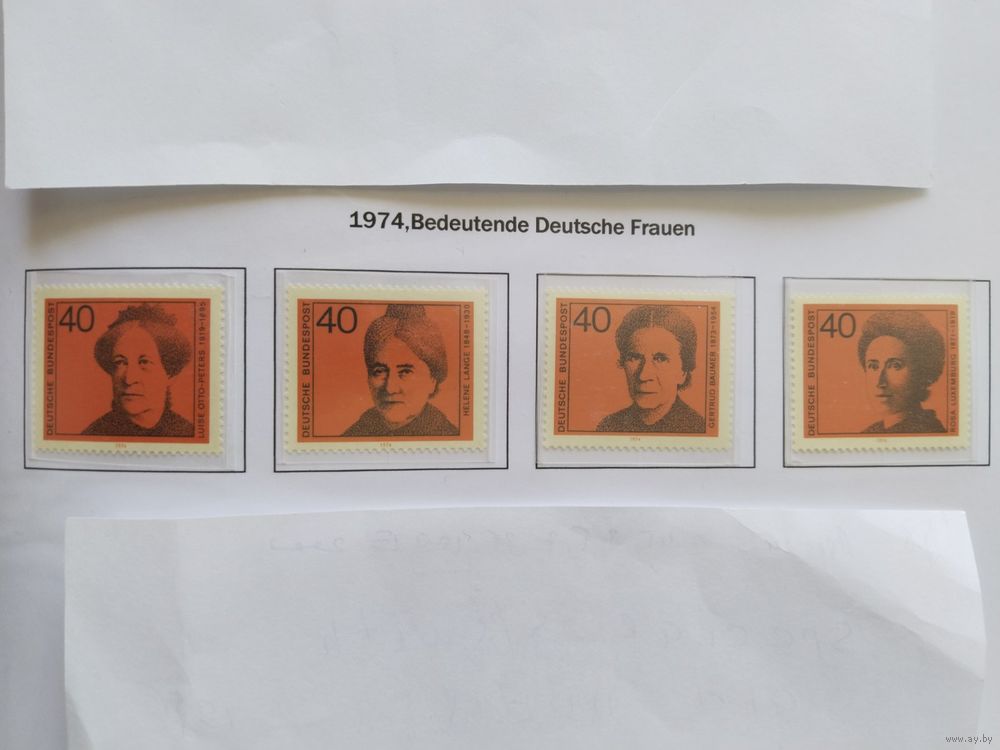 1974,Bedeutende Deutsche Frauen
DEUTSCHE BUNDESPOST
40
LUISE OTTO-PETERS 1819-1895
1974
DEUTSCHE BUNDESPOST
40
HELENE LANGE 1848-1930
1974
DEUTSCHE BUNDESPOST
40
GERTRUD BÄUMER 1873-1954
1974
DEUTSCHE BUNDESPOST
40
ROSA LUXEMBURG 1871-1919
1974
www.ay.by